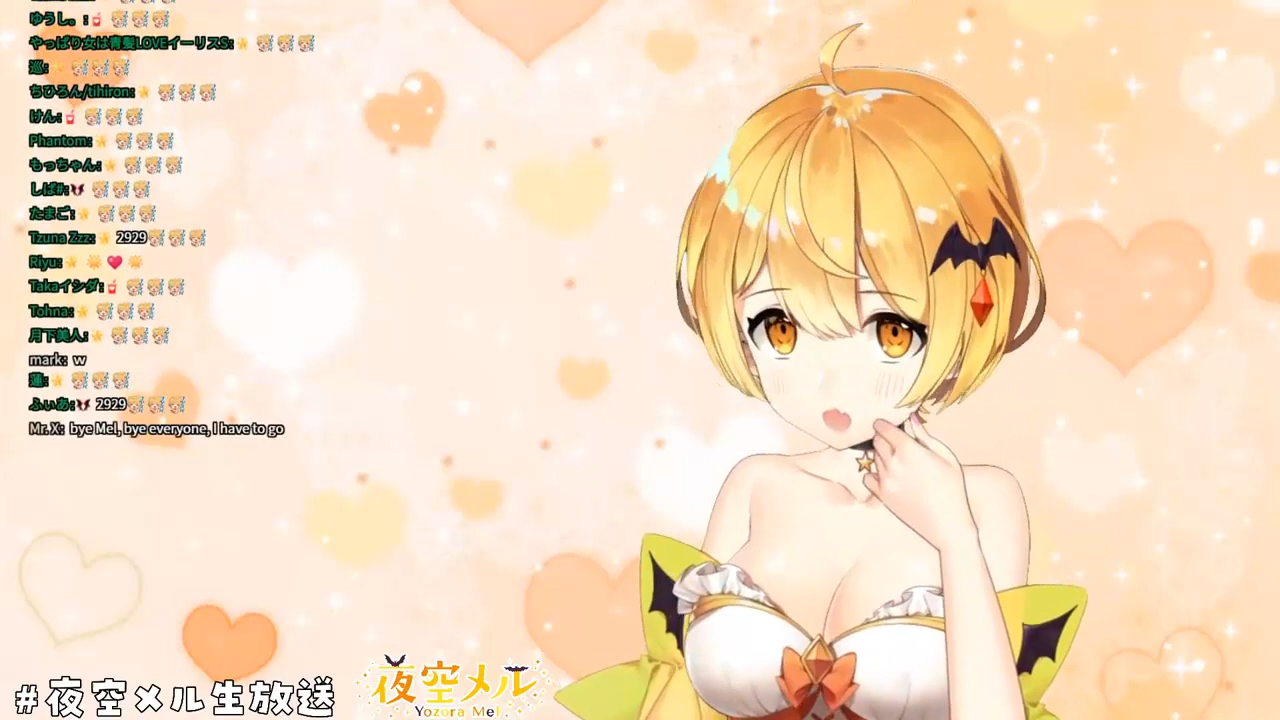 ゆうし。:
やっぱり女は青髪LOVEイーリスS:
巡:
ちひろん/tihiron:
けん:
Phantom:
もっちゃん:
しば#:
たまご:
Tzuna Zzz: 2929
Riyu:
Takaイシダ:
Tohna:
月下美人:
mark: w
蓮:
ふぃあ: 2929
Mr. X: bye Mel, bye everyone, I have to go
#夜空メル生放送
夜空メル
Yozora Mel